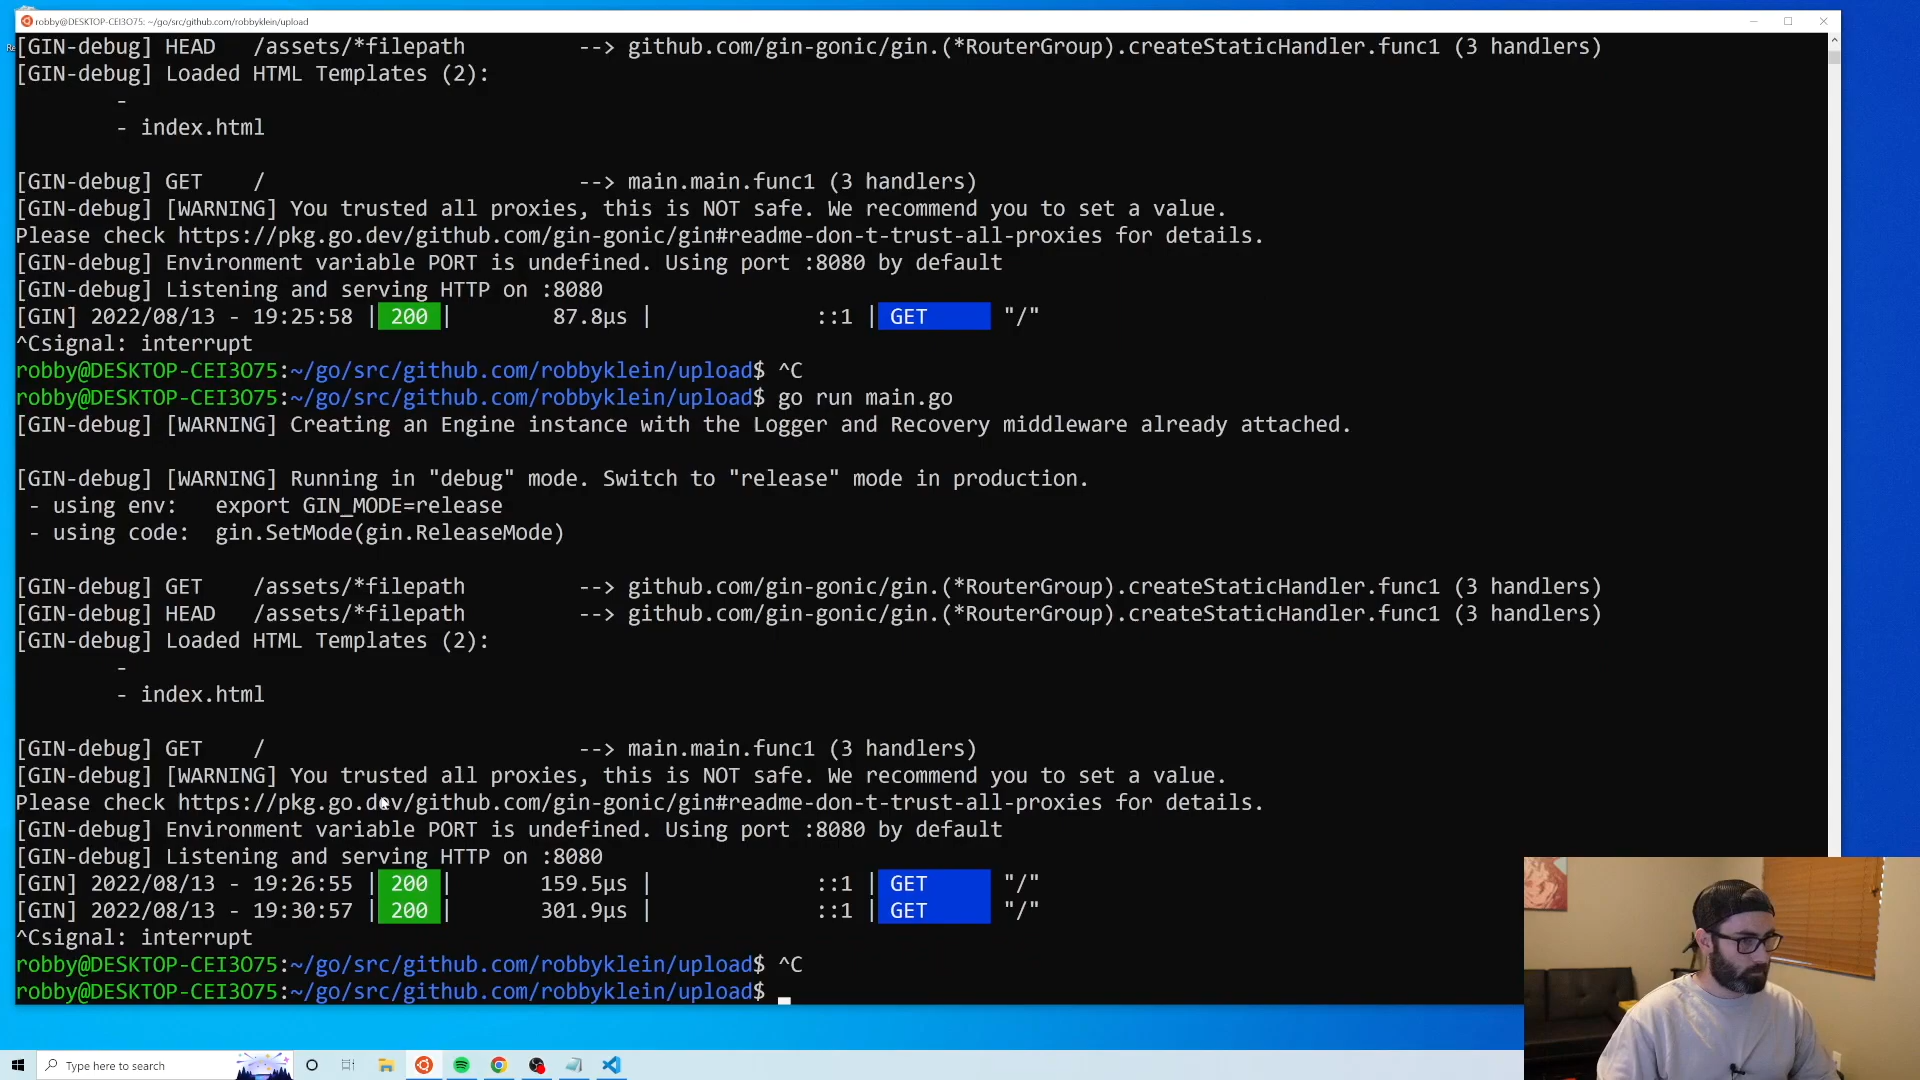 robby@DESKTOP-CEI3O75: ~/go/src/github.com/robbyklein/upload
[GIN-debug] HEAD /assets/*filepath --> github.com/gin-gonic/gin.(*RouterGroup).createStaticHandler.func1 (3 handlers)
[GIN-debug] Loaded HTML Templates (2):
-
- index.html
[GIN-debug] GET / --> main.main.func1 (3 handlers)
[GIN-debug] [WARNING] You trusted all proxies, this is NOT safe. We recommend you to set a value.
Please check https://pkg.go.dev/github.com/gin-gonic/gin#readme-don-t-trust-all-proxies for details.
[GIN-debug] Environment variable PORT is undefined. Using port :8080 by default
[GIN-debug] Listening and serving HTTP on :8080
[GIN] 2022/08/13 - 19:25:58 | 200 | 87.8µs | ::1 | GET "/"
^Csignal: interrupt
robby@DESKTOP-CEI3O75:~/go/src/github.com/robbyklein/upload$ ^C
robby@DESKTOP-CEI3O75:~/go/src/github.com/robbyklein/upload$ go run main.go
[GIN-debug] [WARNING] Creating an Engine instance with the Logger and Recovery middleware already attached.
[GIN-debug] [WARNING] Running in "debug" mode. Switch to "release" mode in production.
- using env: export GIN_MODE=release
- using code: gin.SetMode(gin.ReleaseMode)
[GIN-debug] GET /assets/*filepath --> github.com/gin-gonic/gin.(*RouterGroup).createStaticHandler.func1 (3 handlers)
[GIN-debug] HEAD /assets/*filepath --> github.com/gin-gonic/gin.(*RouterGroup).createStaticHandler.func1 (3 handlers)
[GIN-debug] Loaded HTML Templates (2):
-
- index.html
[GIN-debug] GET / --> main.main.func1 (3 handlers)
[GIN-debug] [WARNING] You trusted all proxies, this is NOT safe. We recommend you to set a value.
Please check https://pkg.go.dev/github.com/gin-gonic/gin#readme-don-t-trust-all-proxies for details.
[GIN-debug] Environment variable PORT is undefined. Using port :8080 by default
[GIN-debug] Listening and serving HTTP on :8080
[GIN] 2022/08/13 - 19:26:55 | 200 | 159.5µs | ::1 | GET "/"
[GIN] 2022/08/13 - 19:30:57 | 200 | 301.9µs | ::1 | GET "/"
^Csignal: interrupt
robby@DESKTOP-CEI3O75:~/go/src/github.com/robbyklein/upload$ ^C
robby@DESKTOP-CEI3O75:~/go/src/github.com/robbyklein/upload$
Type here to search